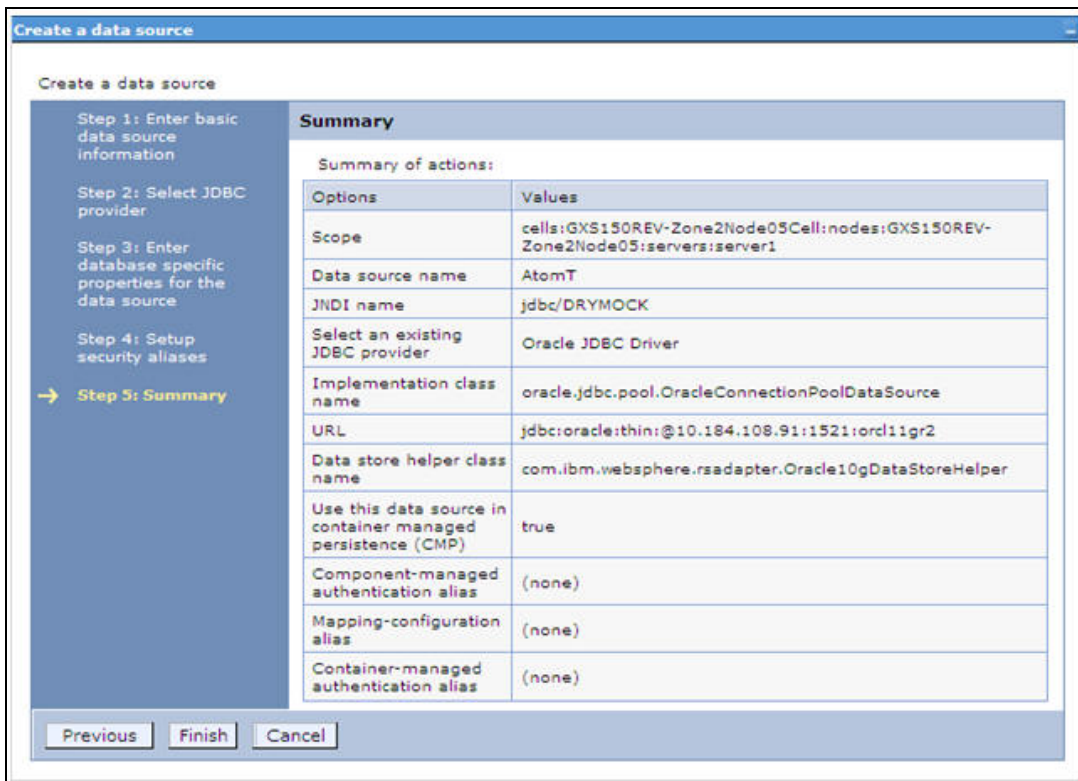 Create a data source
Create a data source
Step 1: Enter basic
data source
information
Step 2: Select JDBC
provider
Step 3: Enter
database specific
properties for the
data source
Step 4: Setup
security aliases
Step 5: Summary
Summary
Summary of actions:
Options Values
Scope cells:GXS150REV-Zone2Node05Cell:nodes:GXS150REV-
Zone2Node05:servers:server1
Data source name AtomT
JNDI name jdbc/DRYMOCK
Select an existing
JDBC provider Oracle JDBC Driver
Implementation class
name oracle.jdbc.pool.OracleConnectionPoolDataSource
URL jdbc:oracle:thin:@10.184.108.91:1521:orcl11gr2
Data store helper class
name com.ibm.websphere.rsadapter.Oracle10gDataStoreHelper
Use this data source in
container managed
persistence (CMP) true
Component-managed
authentication alias (none)
Mapping-configuration
alias (none)
Container-managed
authentication alias (none)
Previous Finish Cancel